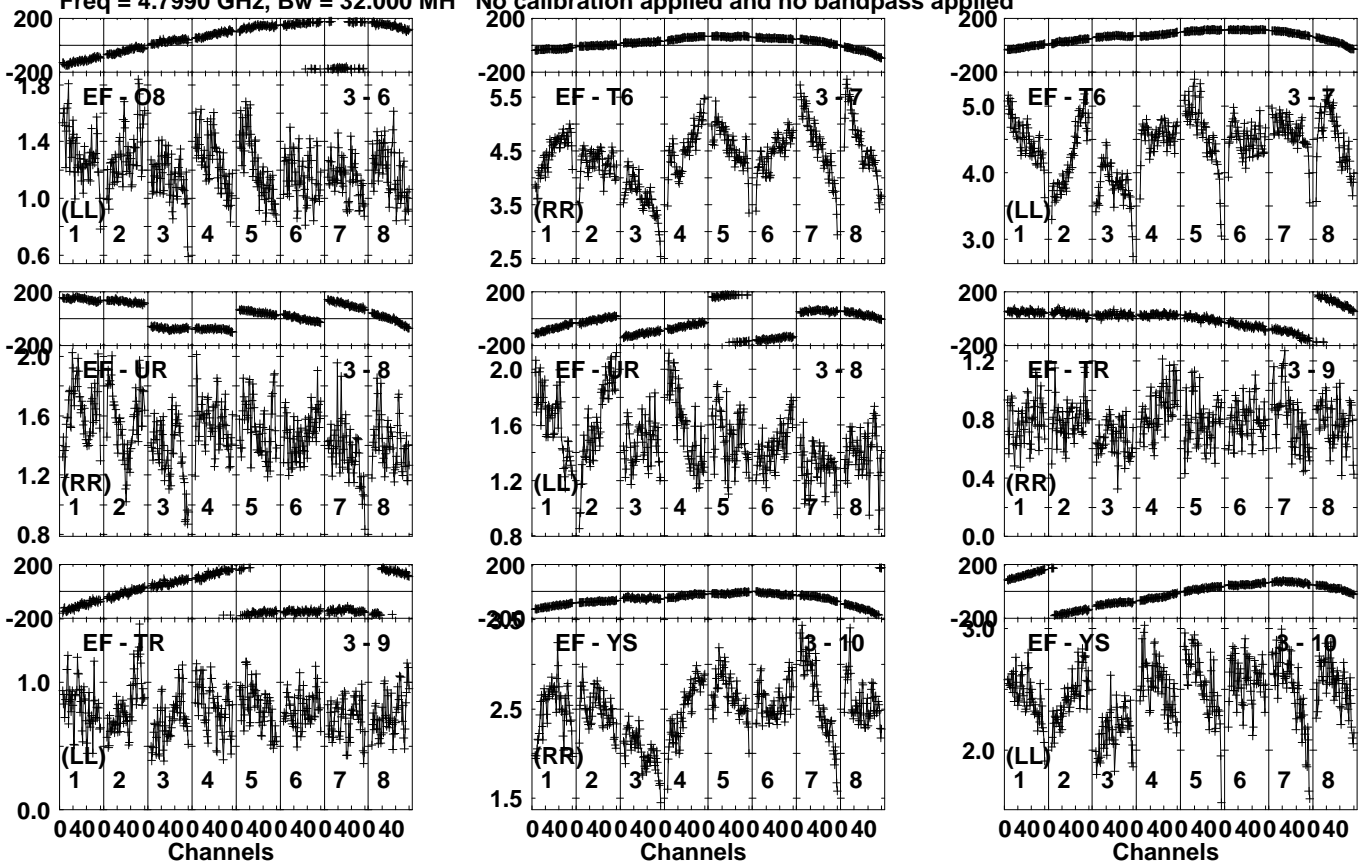 Freq = 4.7990 GHz, Bw = 32.000 MH No calibration applied and no bandpass applied
200
-200
1.8
1.4
1.0
0.6
EF - O8 3 - 6
(LL)
1 2 3 4 5 6 7 8
200
-200
5.5
4.5
3.5
2.5
EF - T6 3 - 7
(RR)
1 2 3 4 5 6 7 8
200
-200
5.0
4.0
3.0
EF - T6 3 - 7
(LL)
1 2 3 4 5 6 7 8
200
-200
2.0
1.6
1.2
0.8
EF - UR 3 - 8
(RR)
1 2 3 4 5 6 7 8
200
-200
2.0
1.6
1.2
0.8
EF - UR 3 - 8
(LL)
1 2 3 4 5 6 7 8
200
-200
1.2
0.8
0.4
0.0
EF - TR 3 - 9
(RR)
1 2 3 4 5 6 7 8
200
-200
1.0
0.0
EF - TR 3 - 9
(LL)
1 2 3 4 5 6 7 8
0 40 0 40 0 40 0 40 0 40 0 40 0 40 0 40
Channels
200
-200
3.5
2.5
1.5
EF - YS 3 - 10
(RR)
1 2 3 4 5 6 7 8
0 40 0 40 0 40 0 40 0 40 0 40 0 40 0 40
Channels
200
-200
3.0
2.0
EF - YS 3 - 10
(LL)
1 2 3 4 5 6 7 8
0 40 0 40 0 40 0 40 0 40 0 40 0 40 0 40
Channels